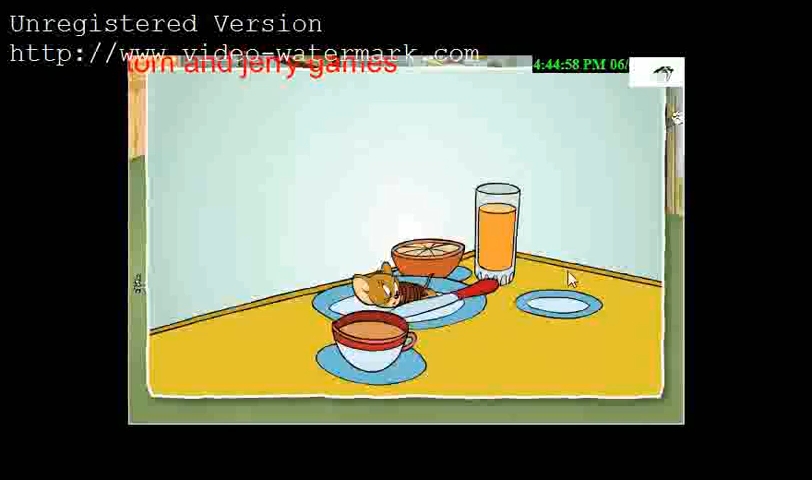 Unregistered Version
http://www.video-watermark.com
tom and jerry games
4:44:58 PM 06/